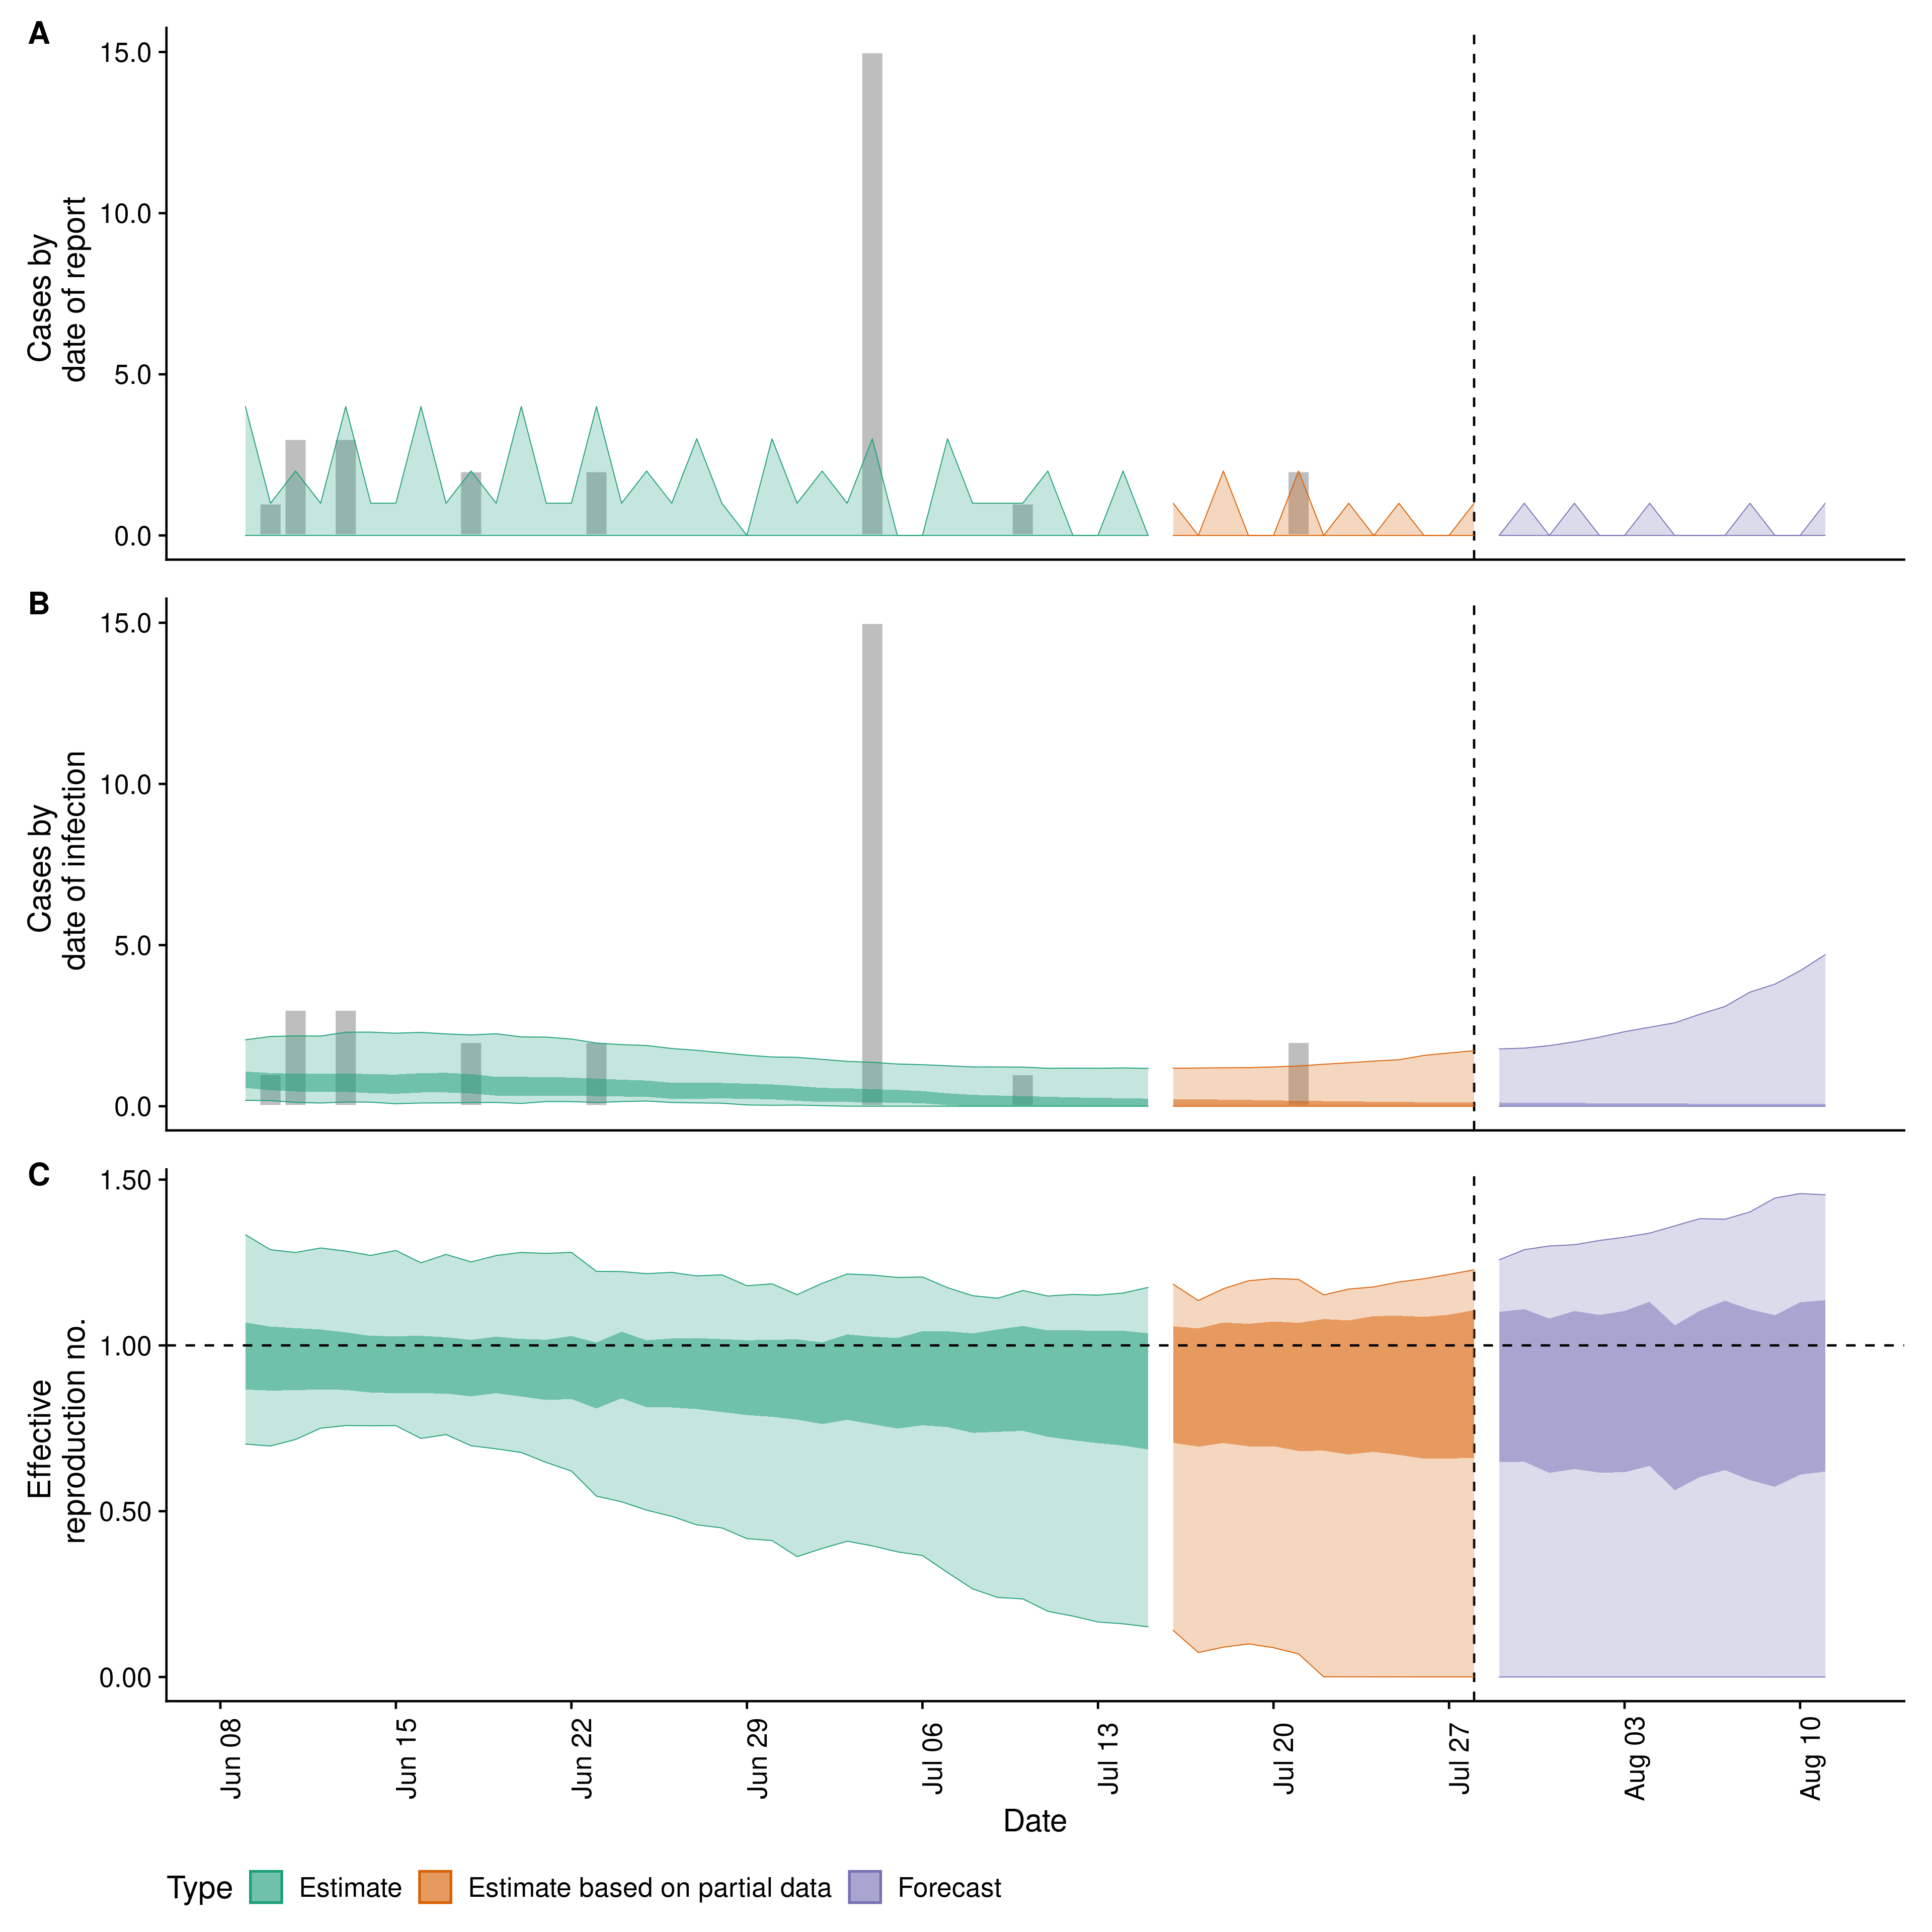 A
15.0
10.0
5.0
0.0
Cases by
date of report
B
15.0
10.0
5.0
0.0
Cases by
date of infection
C
1.50
1.00
0.50
0.00
Effective
reproduction no.
Jun 08
Jun 15
Jun 22
Jun 29
Jul 06
Jul 13
Jul 20
Jul 27
Aug 03
Aug 10
Date
Type Estimate Estimate based on partial data Forecast